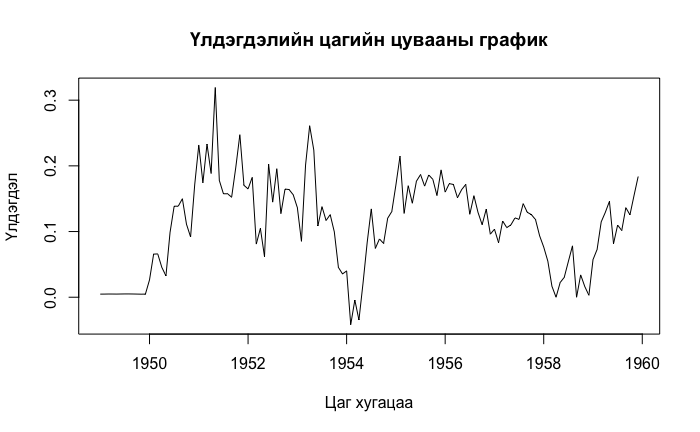 Үлдэгдэлийн цагийн цувааны график
Үлдэгдэл
0.3
0.2
0.1
0.0
1950 1952 1954 1956 1958 1960
Цаг хугацаа